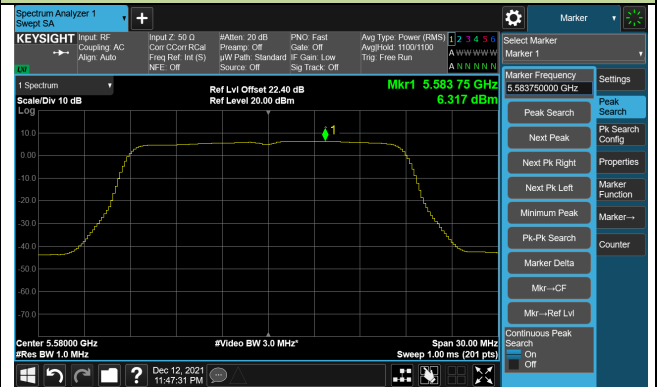 Spectrum Analyzer 1
Swept SA
Marker
KEYSIGHT
Input: RF
Coupling: AC
Align: Auto
Input Z: 50 Ω
Corr CCorr RCal
Freq Ref: Int (S)
NFE: Off
#Atten: 20 dB
Preamp: Off
µW Path: Standard
Source: Off
PNO: Fast
Gate: Off
IF Gain: Low
Sig Track: Off
Avg Type: Power (RMS)
Avg|Hold: 1100/1100
Trig: Free Run
1 2 3 4 5 6
A W W W W W
A N N N N N
LXI
Select Marker
Marker 1
1 Spectrum
Scale/Div 10 dB
Log
Ref Lvl Offset 22.40 dB
Ref Level 20.00 dBm
Mkr1 5.583 75 GHz
6.317 dBm
10.0
0.00
-10.0
-20.0
-30.0
-40.0
-50.0
-60.0
-70.0
1
Center 5.58000 GHz
#Res BW 1.0 MHz
#Video BW 3.0 MHz*
Span 30.00 MHz
Sweep 1.00 ms (201 pts)
Marker Frequency
5.583750000 GHz
Peak Search
Next Peak
Next Pk Right
Next Pk Left
Minimum Peak
Pk-Pk Search
Marker Delta
Mkr→CF
Mkr→Ref Lvl
Continuous Peak
Search
On
Off
Settings
Peak
Search
Pk Search
Config
Properties
Marker
Function
Marker→
Counter
?
Dec 12, 2021
11:47:31 PM